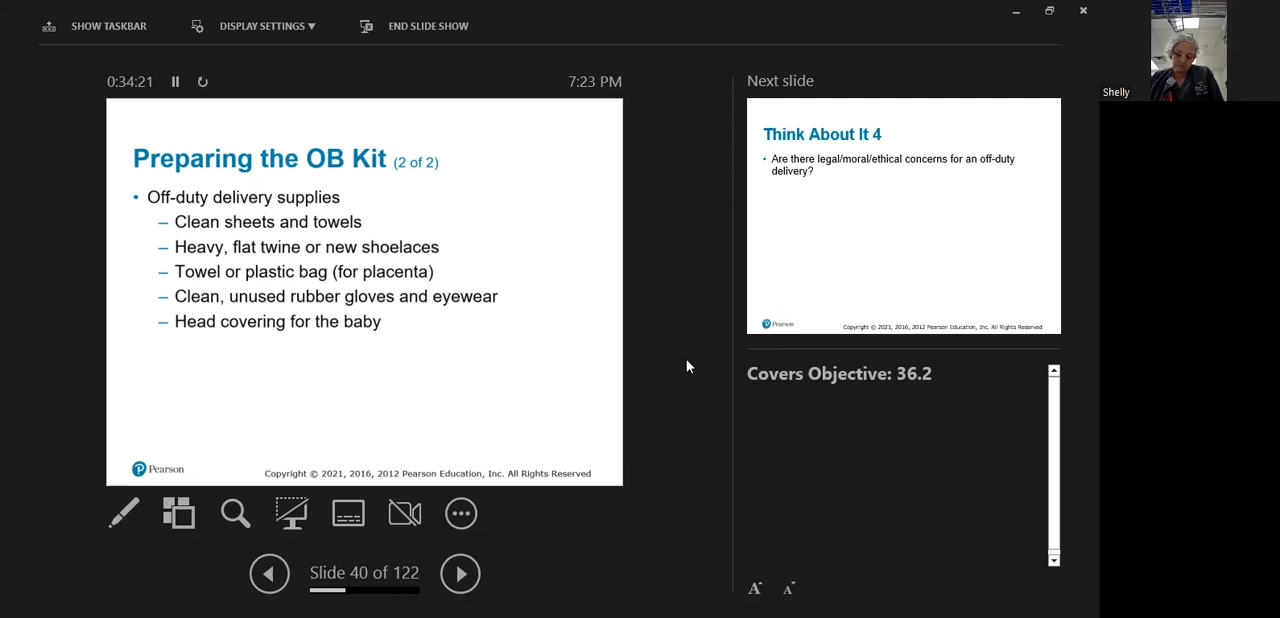 SHOW TASKBAR
DISPLAY SETTINGS ▼
END SLIDE SHOW
0:34:21
7:23 PM
Preparing the OB Kit (2 of 2)
• Off-duty delivery supplies
– Clean sheets and towels
– Heavy, flat twine or new shoelaces
– Towel or plastic bag (for placenta)
– Clean, unused rubber gloves and eyewear
– Head covering for the baby
Pearson
Copyright © 2021, 2016, 2012 Pearson Education, Inc. All Rights Reserved
Slide 40 of 122
Next slide
Think About It 4
• Are there legal/moral/ethical concerns for an off-duty
delivery?
Pearson
Copyright © 2021, 2016, 2012 Pearson Education, Inc. All Rights Reserved
Covers Objective: 36.2
A A
Shelly